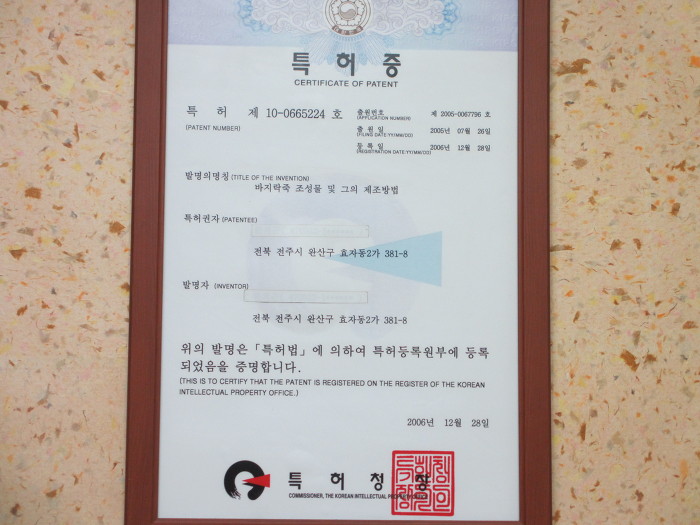 특허증
CERTIFICATE OF PATENT
특 허 제 10-0665224 호
(PATENT NUMBER)
출원번호 제 2005-0067796 호
(APPLICATION NUMBER)
출원일 2005년 07월 26일
(FILING DATE:YY/MM/DD)
등록일 2006년 12월 28일
(REGISTRATION DATE:YY/MM/DD)
발명의명칭 (TITLE OF THE INVENTION)
바지락죽 조성물 및 그의 제조방법
특허권자 (PATENTEE)
전북 전주시 완산구 효자동2가 381-8
발명자 (INVENTOR)
전북 전주시 완산구 효자동2가 381-8
위의 발명은 「특허법」에 의하여 특허등록원부에 등록
되었음을 증명합니다.
(THIS IS TO CERTIFY THAT THE PATENT IS REGISTERED ON THE REGISTER OF THE KOREAN
INTELLECTUAL PROPERTY OFFICE.)
2006년 12월 28일
특허청장
COMMISSIONER, THE KOREAN INTELLECTUAL PROPERTY OFFICE